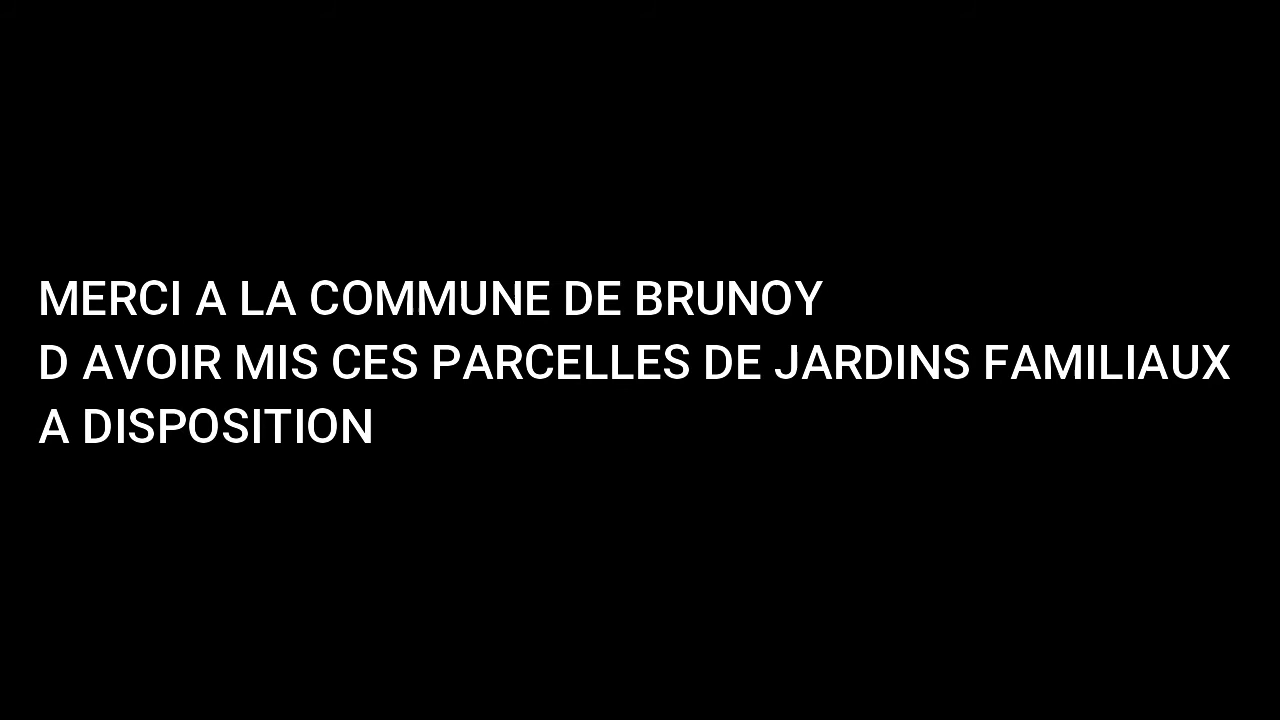 MERCI A LA COMMUNE DE BRUNOY
D AVOIR MIS CES PARCELLES DE JARDINS FAMILIAUX
A DISPOSITION